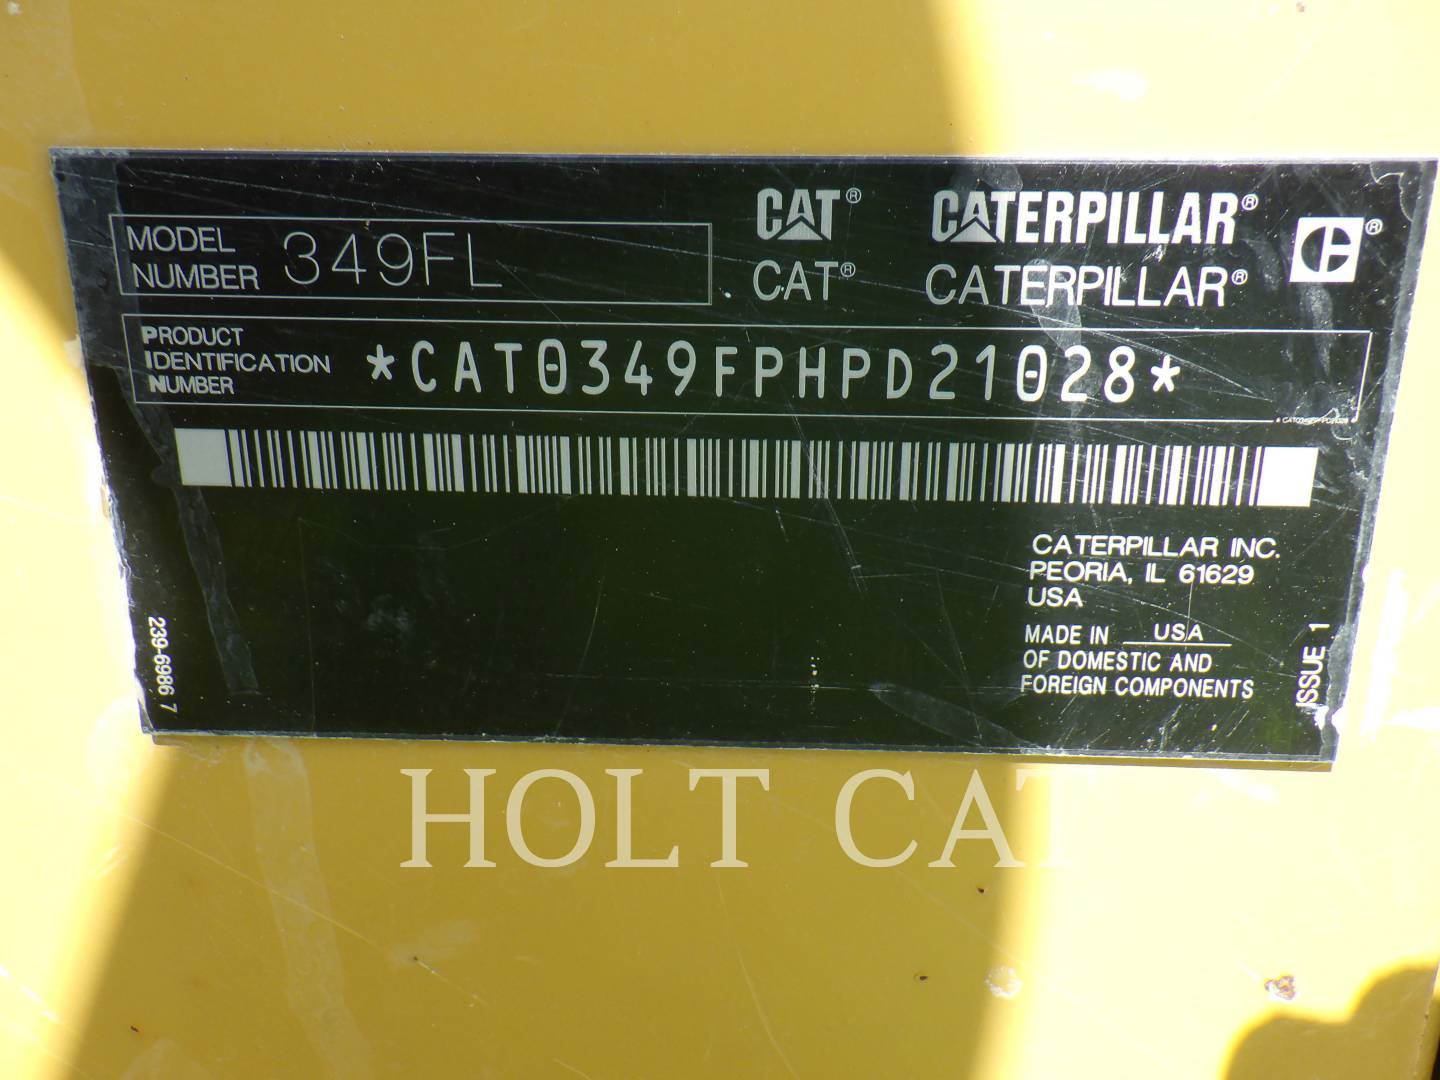 CAT® CATERPILLAR®
MODEL
NUMBER 349FL
CAT® CATERPILLAR®
PRODUCT
IDENTIFICATION
NUMBER
*CAT0349FPHPD21028*
CATERPILLAR INC.
PEORIA, IL 61629
USA
MADE IN USA
OF DOMESTIC AND
FOREIGN COMPONENTS
ISSUE 1
239-6986 7
HOLT CAT